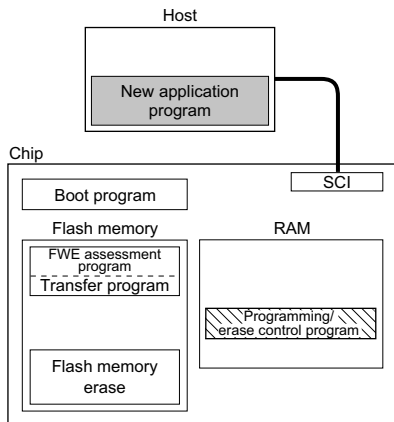 Host
New application
program
Chip
SCI
Boot program
Flash memory
RAM
FWE assessment
program
Transfer program
Programming/
erase control program
Flash memory
erase